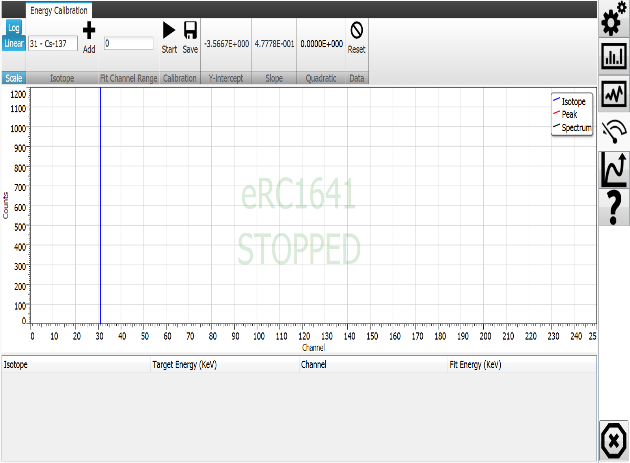 Energy Calibration
Log
Linear
31 - Cs-137
Add
0
Start Save
-3.5667E+000
4.7778E-001
0.0000E+000
Reset
Scale Isotope Fit Channel Range Calibration Y-Intercept Slope Quadratic Data
1200
1100
1000
900
800
700
600
500
400
300
200
100
0
Counts
Isotope
Peak
Spectrum
eRC1641
STOPPED
0 10 20 30 40 50 60 70 80 90 100 110 120 130 140 150 160 170 180 190 200 210 220 230 240 25
Channel
Isotope Target Energy (KeV) Channel Fit Energy (KeV)
?